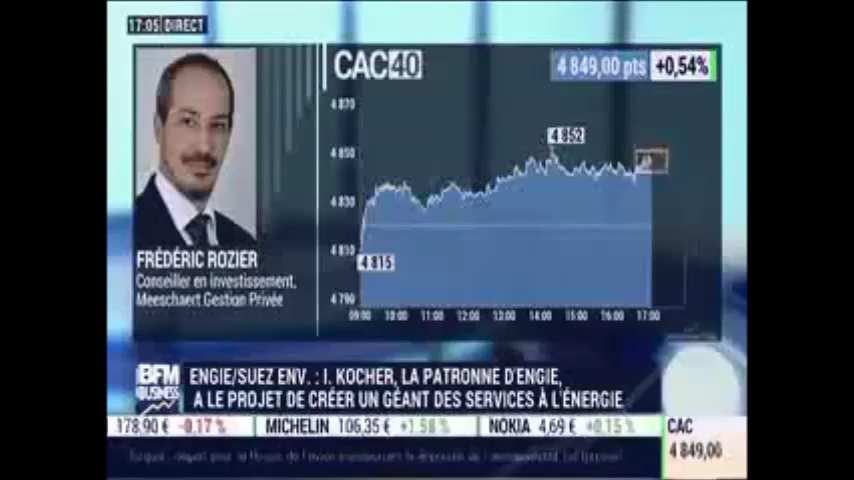 17:05 DIRECT
CAC40
4 849,00 pts +0,54%
4 870
4 852
4 850
4 830
4 810
4 815
4 790
09:00 10:00 11:00 12:00 13:00 14:00 15:00 16:00 17:00
FRÉDÉRIC ROZIER
Conseiller en investissement,
Meeschaert Gestion Privée
BFM
BUSINESS
ENGIE/SUEZ ENV. : I. KOCHER, LA PATRONNE D'ENGIE,
A LE PROJET DE CRÉER UN GÉANT DES SERVICES À L'ÉNERGIE
178,90 € -0.17 % MICHELIN 106,35 € +1.58 % NOKIA 4,69 € +0.15 %
CAC
4 849,00